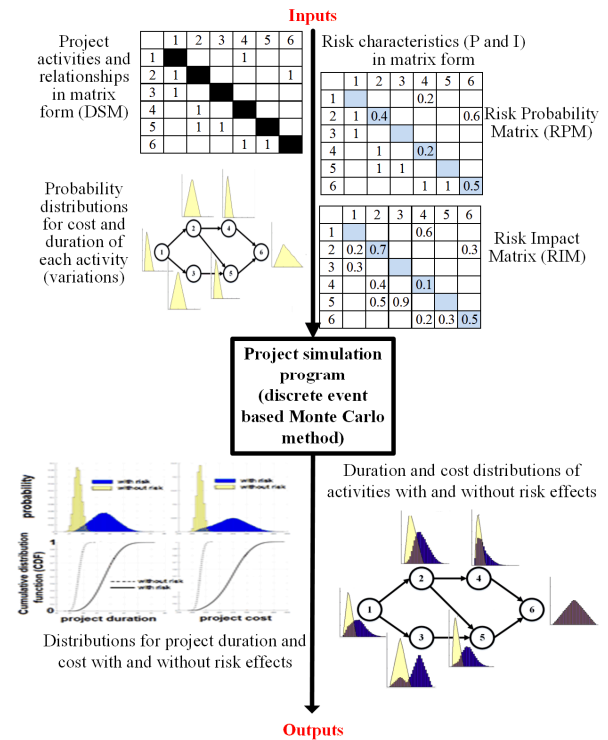 Inputs
Project
activities and
relationships
in matrix
form (DSM)
1 2 3 4 5 6
1 1
2 1 1
3 1
4 1
5 1 1
6 1 1
Risk characteristics (P and I)
in matrix form
1 2 3 4 5 6
1 0.2
2 1 0.4 0.6
3 1
4 1 0.2
5 1 1
6 1 1 0.5
Risk Probability
Matrix (RPM)
Probability
distributions
for cost and
duration of
each activity
(variations)
1 2 3 4 5 6
1 2 3 4 5 6
1 0.6
2 0.2 0.7 0.3
3 0.3
4 0.4 0.1
5 0.5 0.9
6 0.2 0.3 0.5
Risk Impact
Matrix (RIM)
Project simulation
program
(discrete event
based Monte Carlo
method)
probability
with risk
without risk
with risk
without risk
Cumulative distribution
function (CDF)
1
0
without risk
with risk
project duration
project cost
Distributions for project duration and
cost with and without risk effects
Duration and cost distributions of
activities with and without risk effects
1 2 3 4 5 6
Outputs